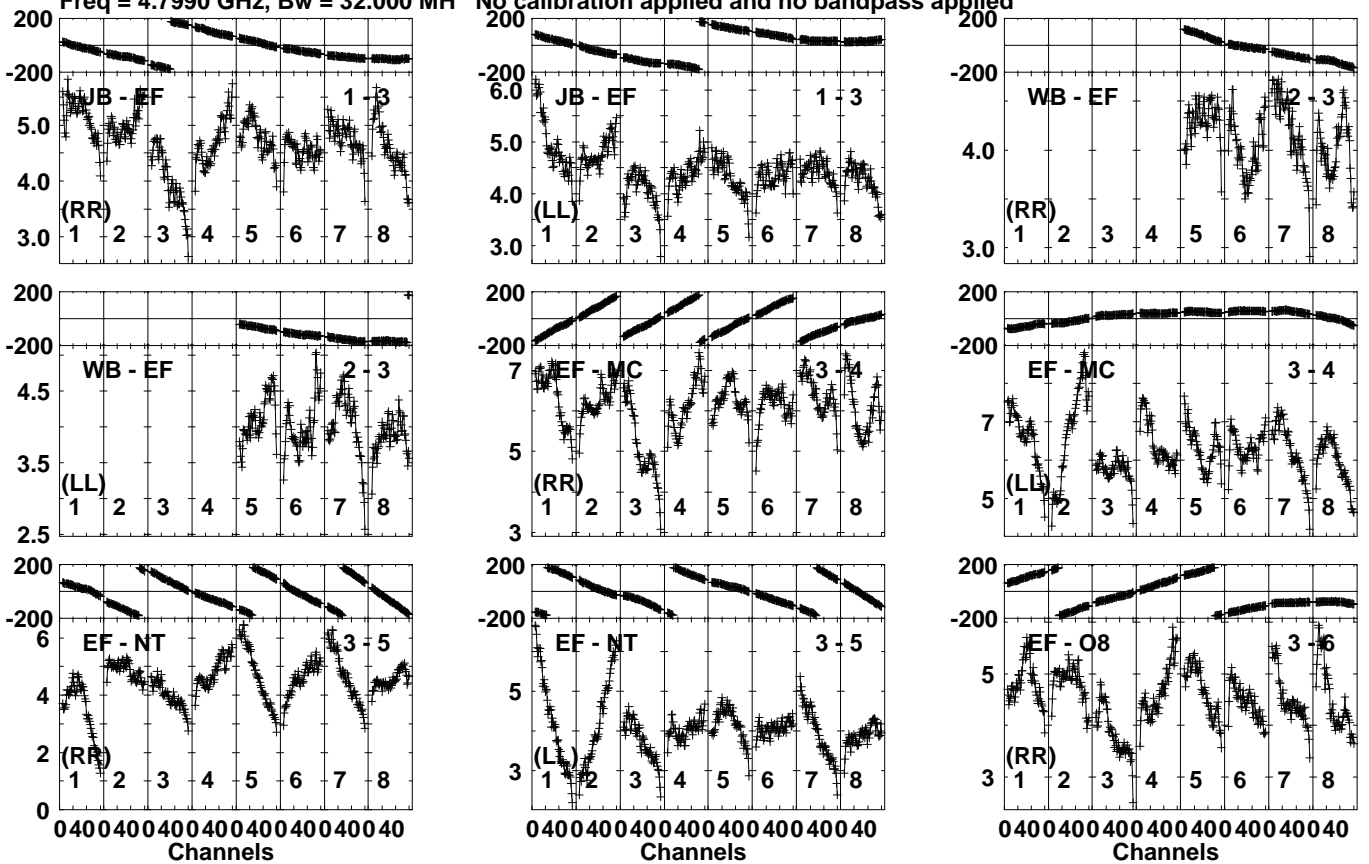 Freq = 4.7990 GHz, Bw = 32.000 MH No calibration applied and no bandpass applied
200
-200
JB - EF
1 - 3
5.0
4.0
3.0
(RR)
1 2 3 4 5 6 7 8
200
-200
6.0
JB - EF
1 - 3
5.0
4.0
3.0
(LL)
1 2 3 4 5 6 7 8
200
-200
WB - EF
2 - 3
4.0
3.0
(RR)
1 2 3 4 5 6 7 8
200
-200
WB - EF
2 - 3
4.5
3.5
2.5
(LL)
1 2 3 4 5 6 7 8
200
-200
7
EF - MC
3 - 4
5
3
(RR)
1 2 3 4 5 6 7 8
200
-200
EF - MC
3 - 4
7
5
(LL)
1 2 3 4 5 6 7 8
200
-200
6
EF - NT
3 - 5
4
2
0
(RR)
1 2 3 4 5 6 7 8
0 40 0 40 0 40 0 40 0 40 0 40 0 40 0 40
Channels
200
-200
EF - NT
3 - 5
5
3
(LL)
1 2 3 4 5 6 7 8
0 40 0 40 0 40 0 40 0 40 0 40 0 40 0 40
Channels
200
-200
EF - O8
3 - 6
5
3
(RR)
1 2 3 4 5 6 7 8
0 40 0 40 0 40 0 40 0 40 0 40 0 40 0 40
Channels